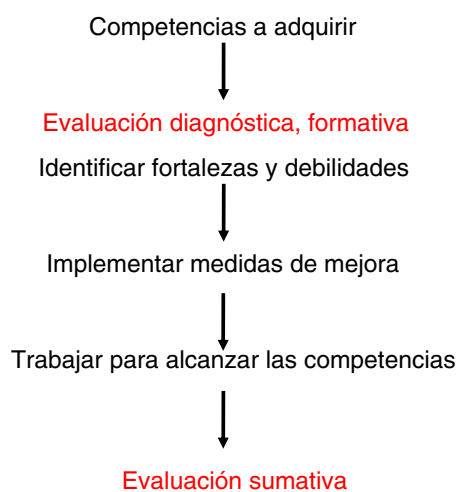 Competencias a adquirir
Evaluación diagnóstica, formativa
Identificar fortalezas y debilidades
Implementar medidas de mejora
Trabajar para alcanzar las competencias
Evaluación sumativa